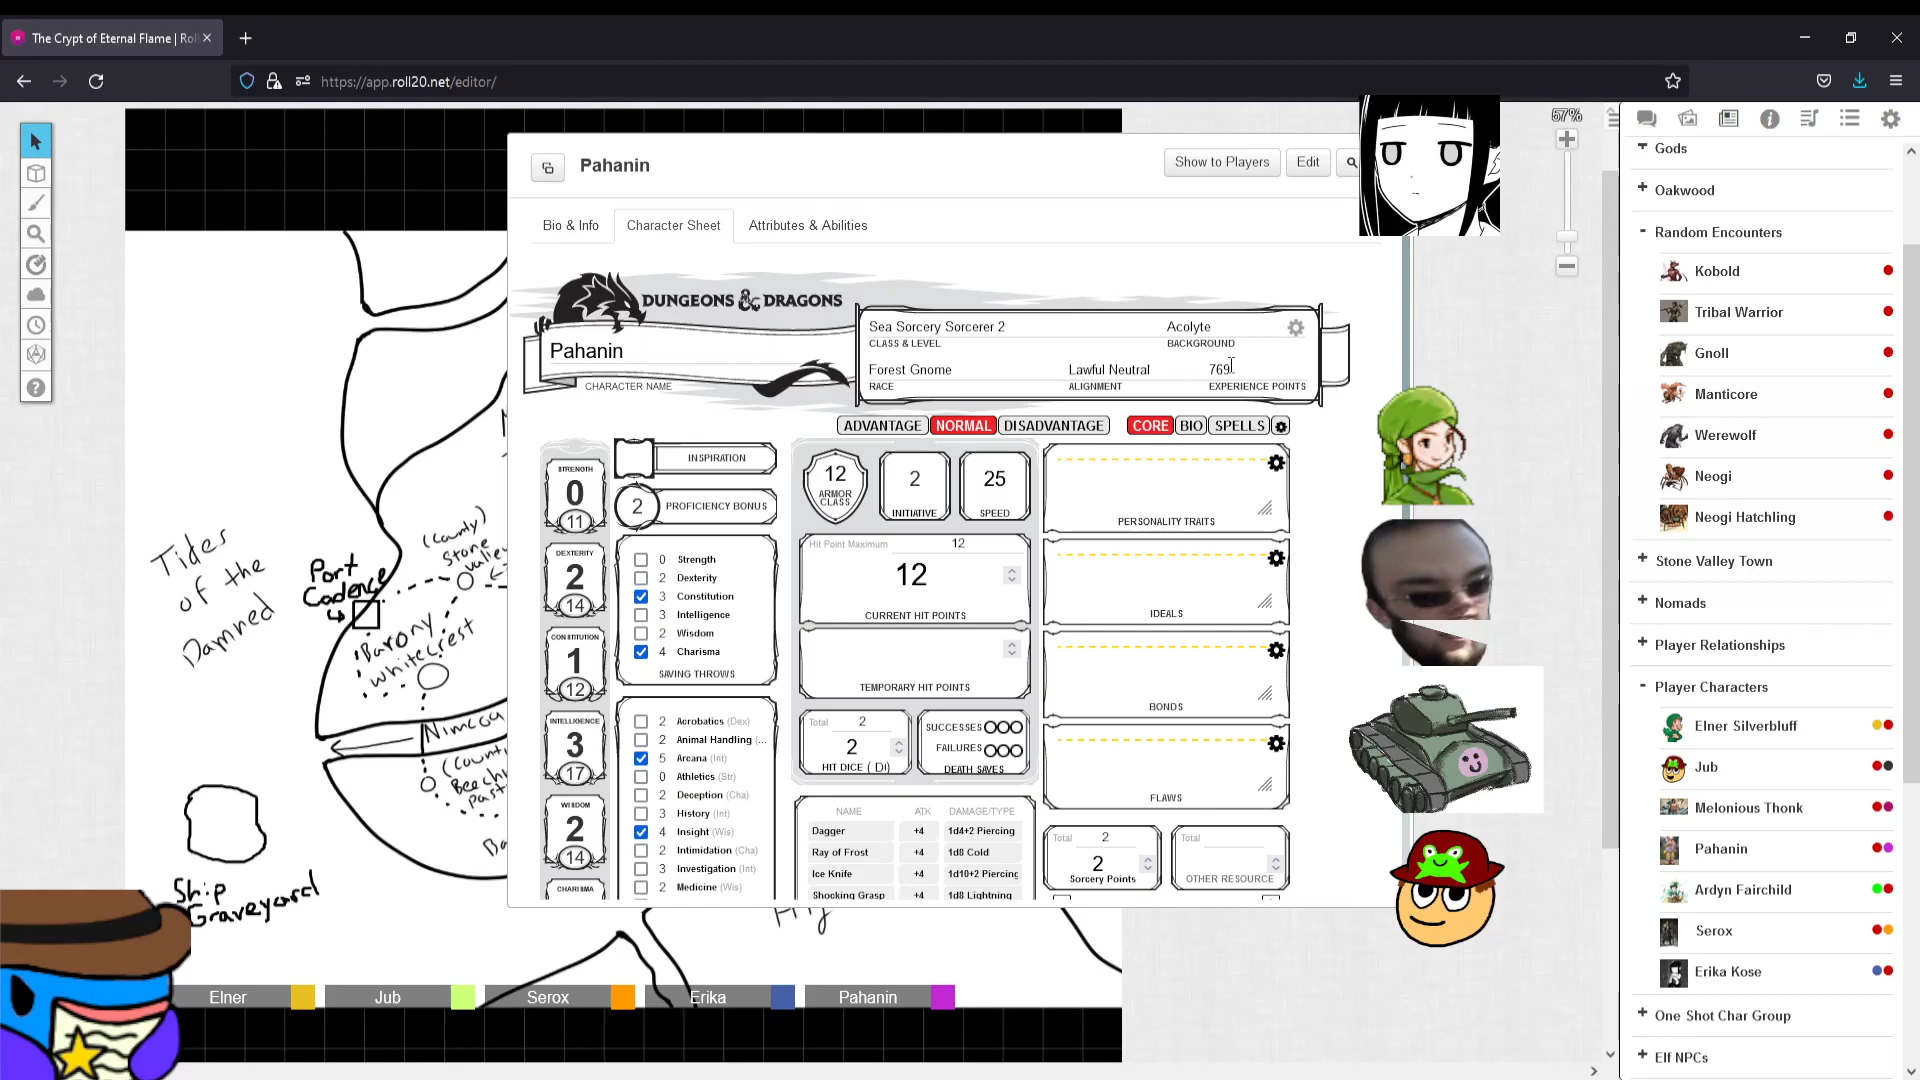 The Crypt of Eternal Flame | Rol
https://app.roll20.net/editor/
57%
Pahanin
Show to Players
Edit
Bio & Info
Character Sheet
Attributes & Abilities
DUNGEONS & DRAGONS
Pahanin
CHARACTER NAME
Sea Sorcery Sorcerer 2
Acolyte
CLASS & LEVEL
BACKGROUND
Forest Gnome
Lawful Neutral
769
RACE
ALIGNMENT
EXPERIENCE POINTS
ADVANTAGE
NORMAL
DISADVANTAGE
CORE
BIO
SPELLS
STRENGTH
0
11
DEXTERITY
2
14
CONSTITUTION
1
12
INTELLIGENCE
3
17
WISDOM
2
14
CHARISMA
INSPIRATION
2
PROFICIENCY BONUS
0 Strength
2 Dexterity
3 Constitution
3 Intelligence
2 Wisdom
4 Charisma
SAVING THROWS
2 Acrobatics (Dex)
2 Animal Handling (...
5 Arcana (Int)
0 Athletics (Str)
2 Deception (Cha)
3 History (Int)
4 Insight (Wis)
2 Intimidation (Cha)
3 Investigation (Int)
2 Medicine (Wis)
12
ARMOR
CLASS
2
INITIATIVE
25
SPEED
Hit Point Maximum 12
12
CURRENT HIT POINTS
TEMPORARY HIT POINTS
Total 2
2
HIT DICE ( DI
SUCCESSES
FAILURES
DEATH SAVES
NAME ATK DAMAGE/TYPE
Dagger +4 1d4+2 Piercing
Ray of Frost +4 1d8 Cold
Ice Knife +4 1d10+2 Piercing
Shocking Grasp +4 1d8 Lightning
PERSONALITY TRAITS
IDEALS
BONDS
FLAWS
Total 2
2
Sorcery Points
Total
OTHER RESOURCE
Tides
of the
Damned
Port
Cadence
(County)
Stone
Valley
Barony
Whitecrest
Nimcoa
(Coun
Beech
Past
Ba
Ship
Graveyard
Elner
Jub
Serox
Erika
Pahanin
Gods
Oakwood
Random Encounters
Kobold
Tribal Warrior
Gnoll
Manticore
Werewolf
Neogi
Neogi Hatchling
Stone Valley Town
Nomads
Player Relationships
Player Characters
Elner Silverbluff
Jub
Melonious Thonk
Pahanin
Ardyn Fairchild
Serox
Erika Kose
One Shot Char Group
Elf NPCs